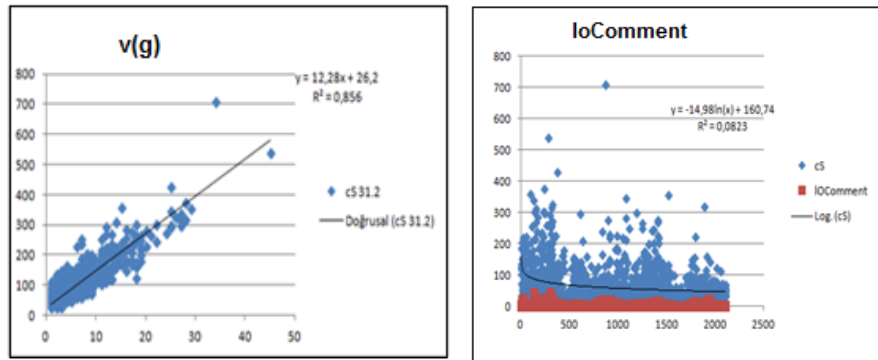 v(g)
y = 12,28x + 26,2
R² = 0,856
800
700
600
500
400
300
200
100
0
0 10 20 30 40 50
cS 31.2
Doğrusal (cS 31.2)
loComment
y = -14,98ln(x) + 160,74
R² = 0,0823
800
700
600
500
400
300
200
100
0
0 500 1000 1500 2000 2500
cS
lOComment
Log. (cS)